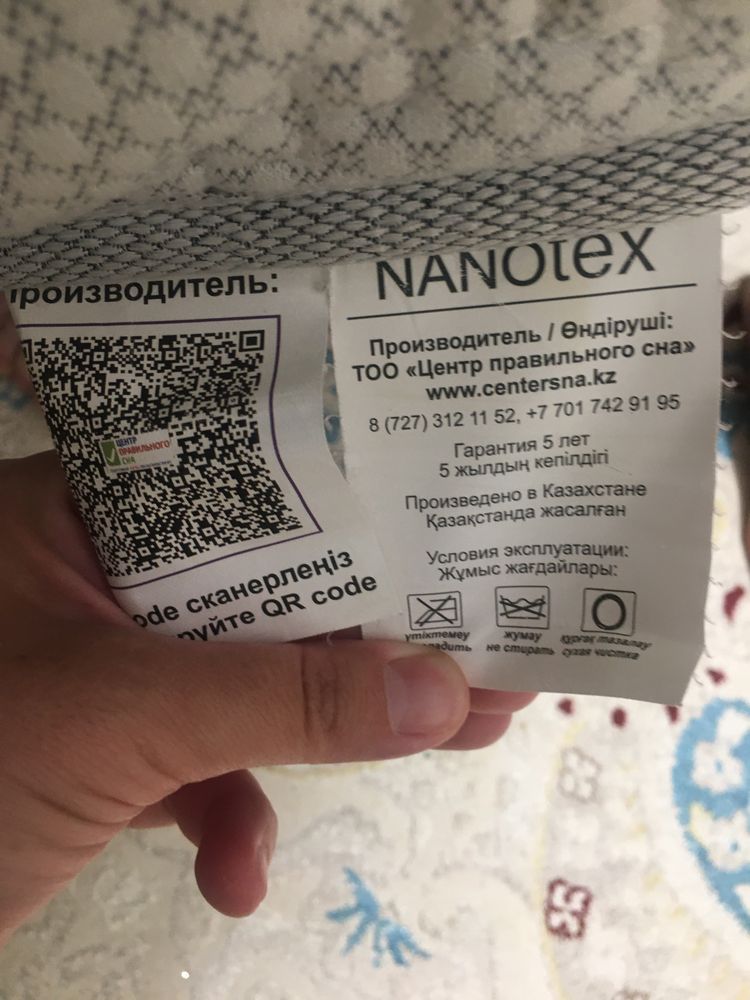 производитель:
ЦЕНТР
ПРАВИЛЬНОГО
СНА
ode сканерлеңіз
руйте QR code
NANOtex
Производитель / Өндіруші:
ТОО «Центр правильного сна»
www.centersna.kz
8 (727) 312 11 52, +7 701 742 91 95
Гарантия 5 лет
5 жылдың кепілдігі
Произведено в Казахстане
Қазақстанда жасалған
Условия эксплуатации:
Жұмыс жағдайлары:
үтіктемеу
жумау
құрғақ тазалау
адить
не стирать
сухая чистка